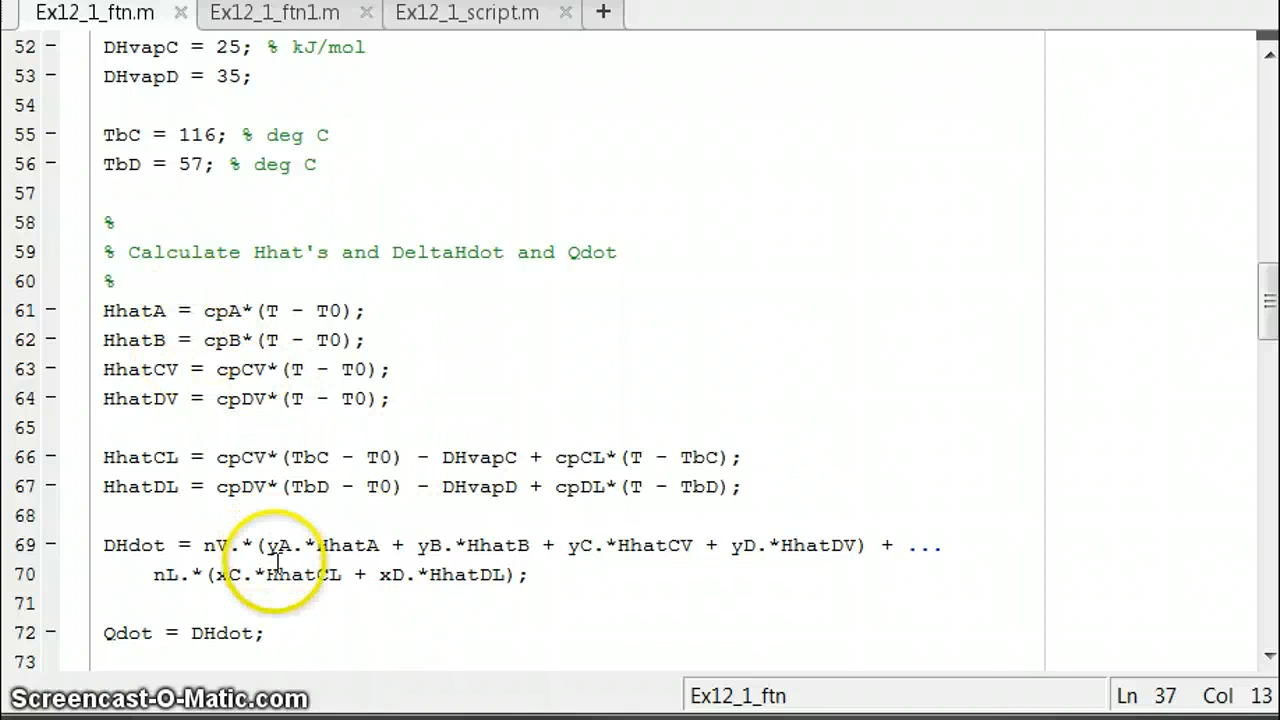 Ex12_1_ftn.m × Ex12_1_ftn1.m × Ex12_1_script.m × +
52 – DHvapC = 25; % kJ/mol
53 – DHvapD = 35;
54
55 – TbC = 116; % deg C
56 – TbD = 57; % deg C
57
58 %
59 % Calculate Hhat's and DeltaHdot and Qdot
60 %
61 – HhatA = cpA*(T - T0);
62 – HhatB = cpB*(T - T0);
63 – HhatCV = cpCV*(T - T0);
64 – HhatDV = cpDV*(T - T0);
65
66 – HhatCL = cpCV*(TbC - T0) - DHvapC + cpCL*(T - TbC);
67 – HhatDL = cpDV*(TbD - T0) - DHvapD + cpDL*(T - TbD);
68
69 – DHdot = nV.*(yA.*HhatA + yB.*HhatB + yC.*HhatCV + yD.*HhatDV) + ...
70 nL.*(xC.*HhatCL + xD.*HhatDL);
71
72 – Qdot = DHdot;
73
Screencast-O-Matic.com Ex12_1_ftn Ln 37 Col 13